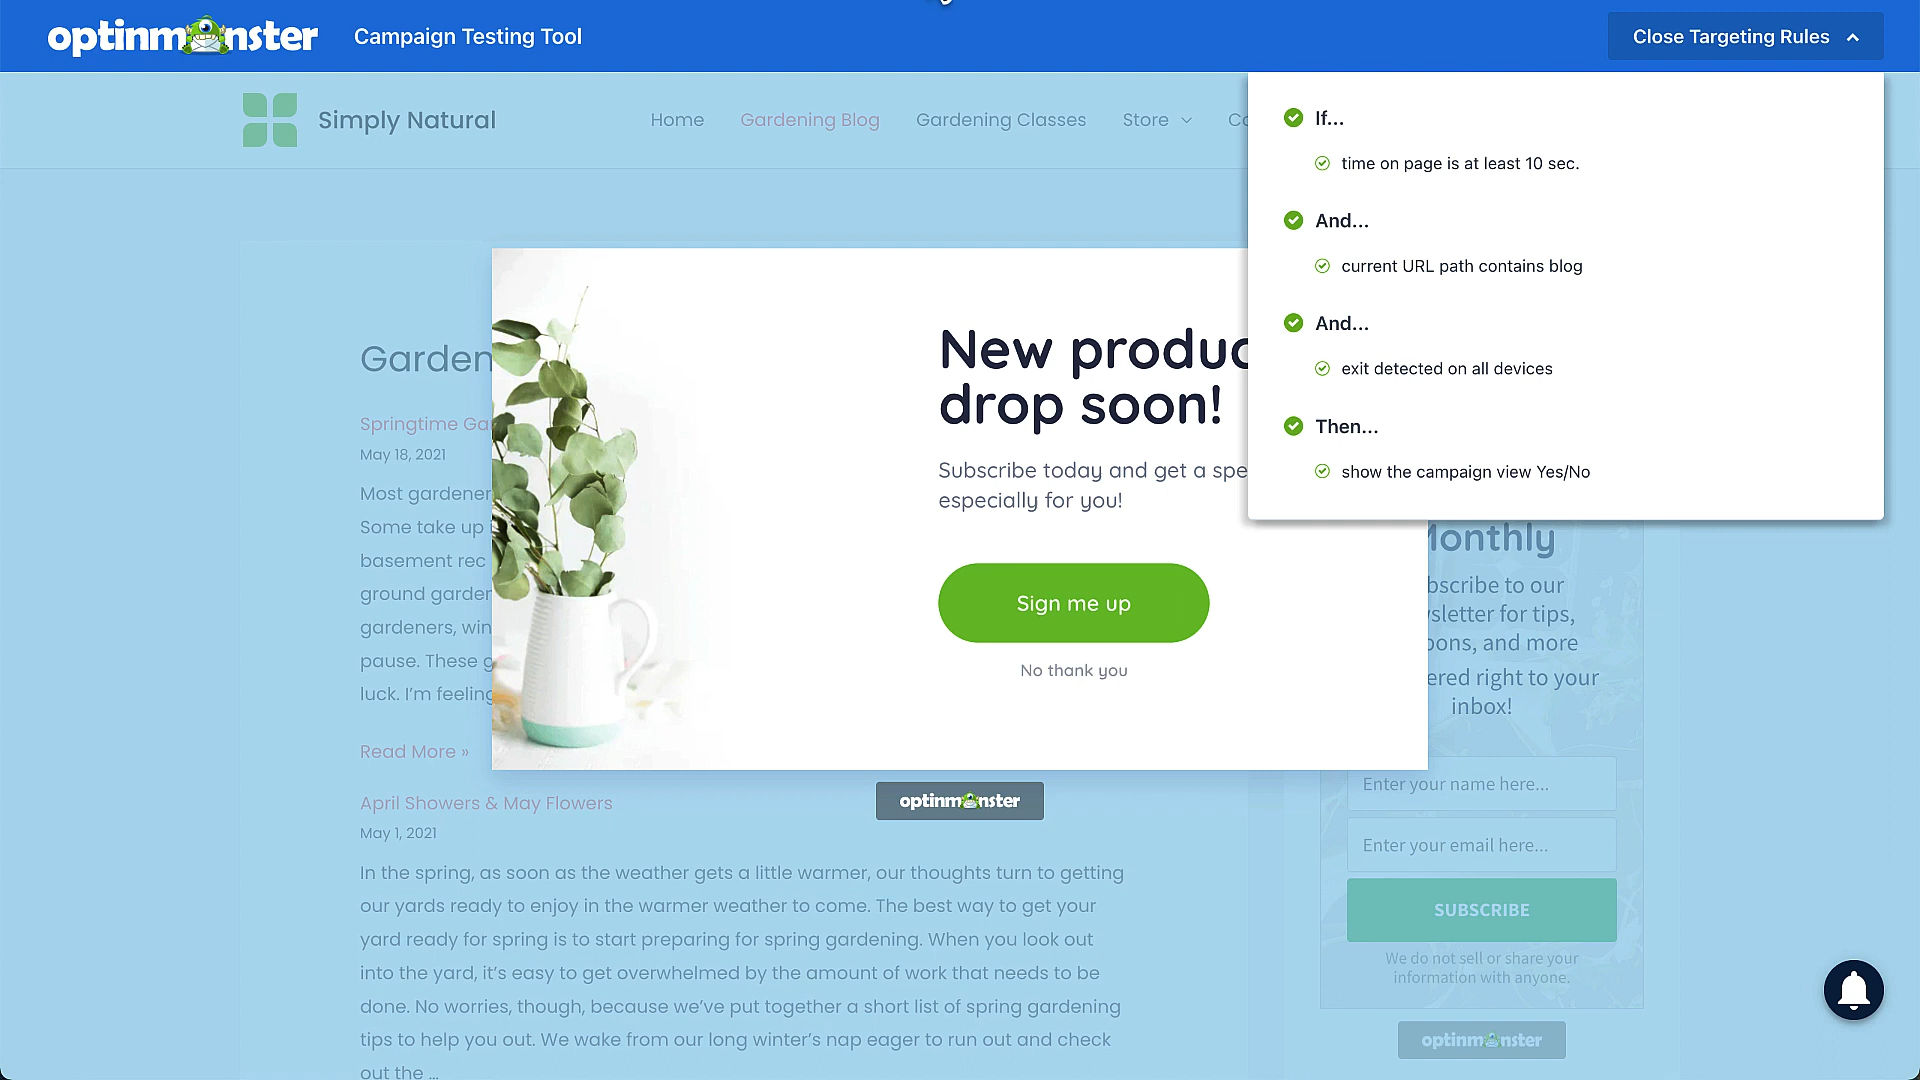 optinmonster
Campaign Testing Tool
Close Targeting Rules
Simply Natural
Home
Gardening Blog
Gardening Classes
Store
If...
time on page is at least 10 sec.
And...
current URL path contains blog
And...
exit detected on all devices
Then...
show the campaign view Yes/No
Garden
Springtime
May 18, 2021
Most gardener
Some take up
basement rec
ground garden
gardeners, win
pause. These
luck. I'm feeling
Read More »
New
drop soon!
Subscribe today and get a
especially for you!
Sign me up
No thank you
optinmonster
April Showers & May Flowers
May 1, 2021
In the spring, as soon as the weather gets a little warmer, our thoughts turn to getting
our yards ready to enjoy in the warmer weather to come. The best way to get your
yard ready for spring is to start preparing for spring gardening. When you look out
into the yard, it's easy to get overwhelmed by the amount of work that needs to be
done. No worries, though, because we've put together a short list of spring gardening
tips to help you out. We wake from our long winter's nap eager to run out and check
out the ...
Monthly
to our
for tips,
and more
right to your
inbox!
Enter your name here...
Enter your email here...
SUBSCRIBE
We do not sell or share your
information with anyone.
optinmonster